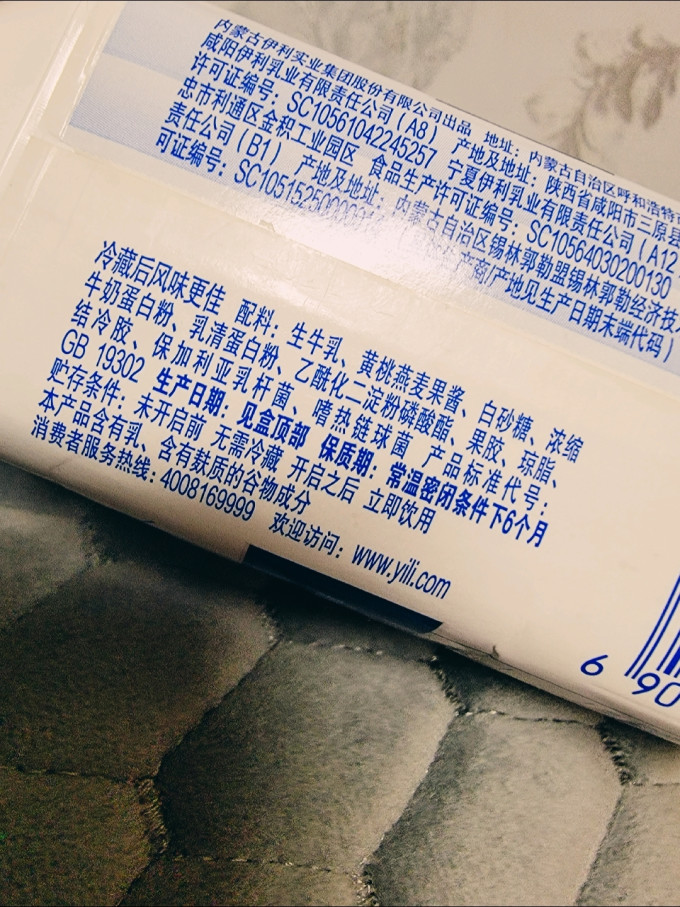 内蒙古伊利实业集团股份有限公司出品 地址：内蒙古自治区呼和浩特
咸阳伊利乳业有限责任公司（A8） 产地及地址：陕西省咸阳市三原县
许可证编号：SC10561042245257 宁夏伊利乳业有限责任公司（A12
忠市利通区金积工业园区 食品生产许可证编号：SC10564030200130
责任公司（B1） 产地及地址：内蒙古自治区锡林郭勒盟锡林郭勒经济技
可证编号：SC1051525 产商/产地见生产日期末端代码）
冷藏后风味更佳 配料：生牛乳、黄桃燕麦果酱、白砂糖、浓缩
牛奶蛋白粉、乳清蛋白粉、乙酰化二淀粉磷酸酯、果胶、琼脂、
结冷胶、保加利亚乳杆菌、嗜热链球菌 产品标准代号：
GB 19302 生产日期：见盒顶部 保质期：常温密闭条件下6个月
贮存条件：未开启前 无需冷藏 开启之后 立即饮用
本产品含有乳、含有麸质的谷物成分
消费者服务热线：4008169999 欢迎访问：www.yili.com
6 90